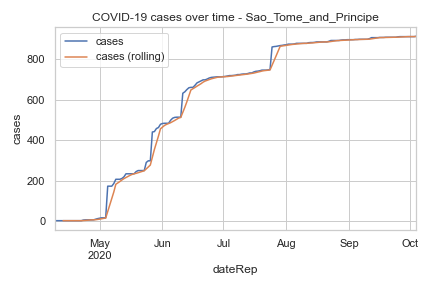 COVID-19 cases over time - Sao_Tome_and_Principe
cases
cases (rolling)
800
600
400
200
0
cases
May
2020
Jun
Jul
Aug
Sep
Oct
dateRep